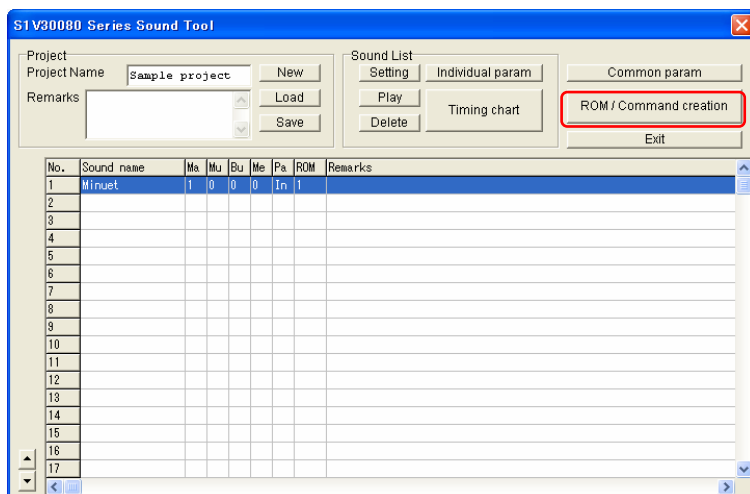 S1V30080 Series Sound Tool
Project
Project Name Sample project New
Remarks Load
Save
Sound List
Setting Individual param
Play Timing chart
Delete
Common param
ROM / Command creation
Exit
No. Sound name Ma Mu Bu Me Pa ROM Remarks
1 Minuet 1 0 0 0 In 1
2
3
4
5
6
7
8
9
10
11
12
13
14
15
16
17